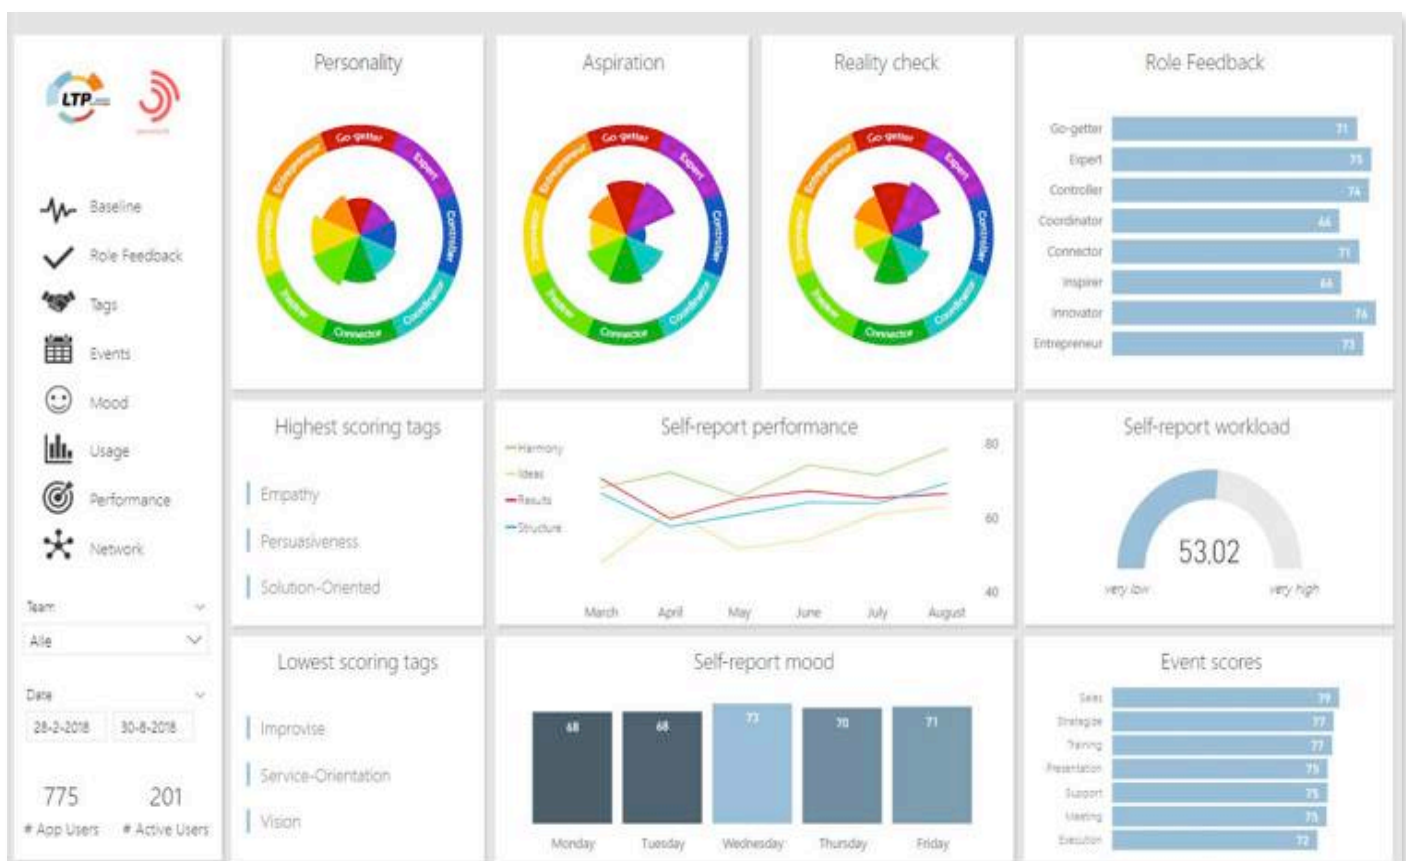 LTP
Baseline
Role Feedback
Tags
Events
Mood
Usage
Performance
Network
Team
Alle
Date
28-2-2018 30-8-2018
775 201
# App Users # Active Users
Personality
Go-getter
Expert
Controller
Coordinator
Connector
Inspirer
Innovator
Entrepreneur
Aspiration
Go-getter
Expert
Controller
Coordinator
Connector
Inspirer
Innovator
Entrepreneur
Reality check
Go-getter
Expert
Controller
Coordinator
Connector
Inspirer
Innovator
Entrepreneur
Role Feedback
Go-getter 71
Expert 75
Controller 74
Coordinator 66
Connector 71
Inspirer 66
Innovator 76
Entrepreneur 73
Highest scoring tags
Empathy
Persuasiveness
Solution-Oriented
Self-report performance
Harmony
Ideas
Results
Structure
80
60
40
March April May June July August
Self-report workload
53,02
very low very high
Lowest scoring tags
Improvise
Service-Orientation
Vision
Self-report mood
68 68 73 70 71
Monday Tuesday Wednesday Thursday Friday
Event scores
Sales 79
Strategize 77
Training 77
Presentation 75
Support 75
Meeting 75
Execution 72